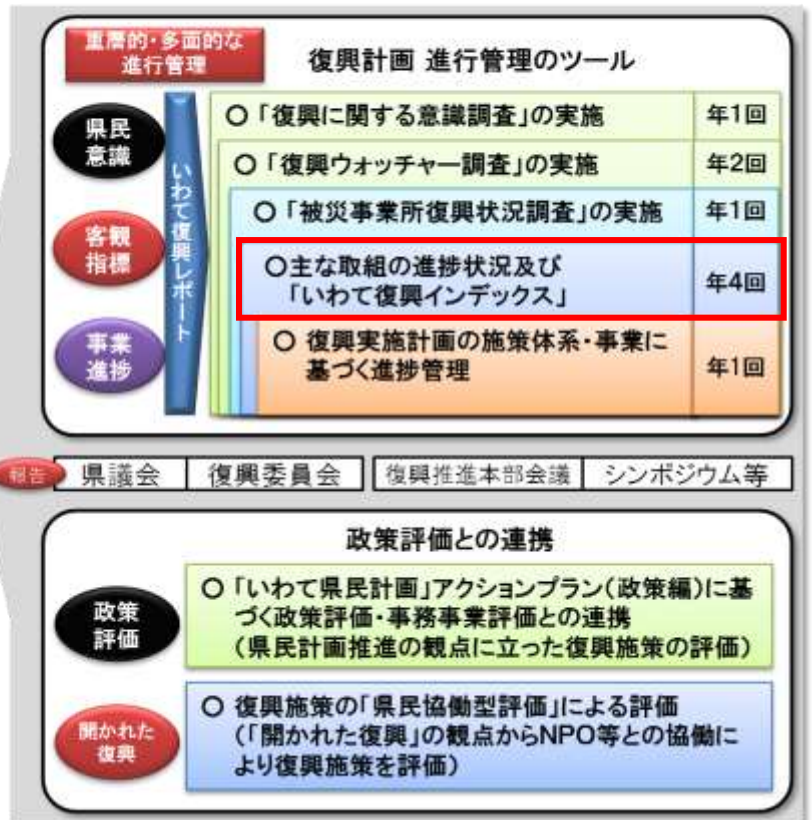 重層的・多面的な
進行管理
復興計画 進行管理のツール
県民
意識
客観
指標
事業
進捗
いわて復興レポート
○「復興に関する意識調査」の実施 年1回
○「復興ウォッチャー調査」の実施 年2回
○「被災事業所復興状況調査」の実施 年1回
○主な取組の進捗状況及び
「いわて復興インデックス」 年4回
○ 復興実施計画の施策体系・事業に
基づく進捗管理 年1回
報告 県議会 復興委員会 復興推進本部会議 シンポジウム等
政策評価との連携
政策
評価
○「いわて県民計画」アクションプラン(政策編)に基
づく政策評価・事務事業評価との連携
(県民計画推進の観点に立った復興施策の評価)
開かれた
復興
○ 復興施策の「県民協働型評価」による評価
(「開かれた復興」の観点からNPO等との協働に
より復興施策を評価)